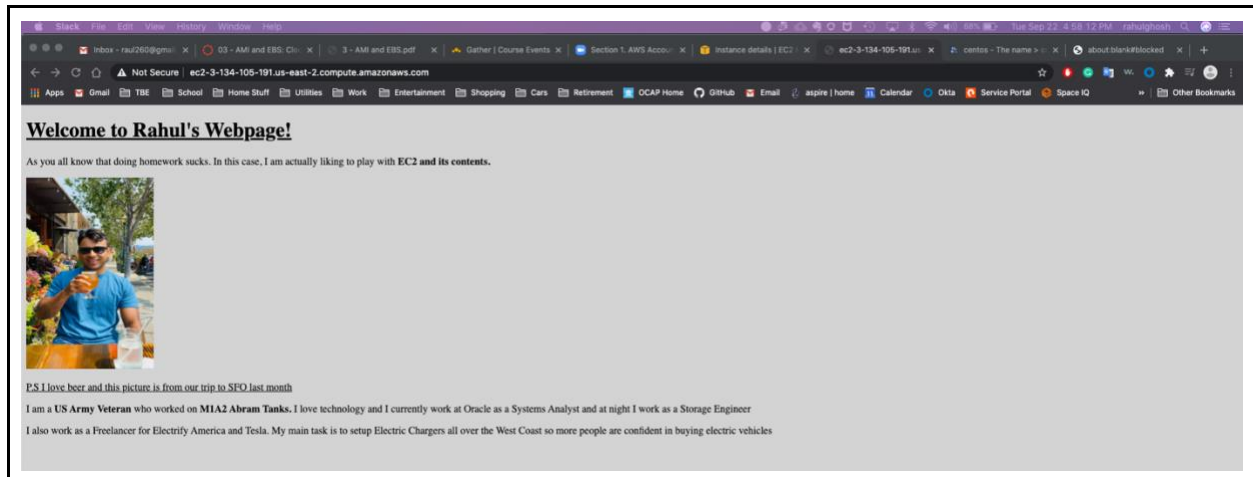 Slack File Edit View History Window Help
68% Tue Sep 22 4:58:12 PM rahulghosh
Inbox - raul260@gmai
03 - AMI and EBS: Clo
3 - AMI and EBS.pdf
Gather | Course Events
Section 1. AWS Accoun
Instance details | EC2
ec2-3-134-105-191.us
centos - The name
about:blank#blocked
Not Secure | ec2-3-134-105-191.us-east-2.compute.amazonaws.com
Apps Gmail TBE School Home Stuff Utilities Work Entertainment Shopping Cars Retirement OCAP Home GitHub Email aspire | home Calendar Okta Service Portal Space IQ » Other Bookmarks
Welcome to Rahul's Webpage!
As you all know that doing homework sucks. In this case, I am actually liking to play with EC2 and its contents.
P.S I love beer and this picture is from our trip to SFO last month
I am a US Army Veteran who worked on M1A2 Abram Tanks. I love technology and I currently work at Oracle as a Systems Analyst and at night I work as a Storage Engineer
I also work as a Freelancer for Electrify America and Tesla. My main task is to setup Electric Chargers all over the West Coast so more people are confident in buying electric vehicles